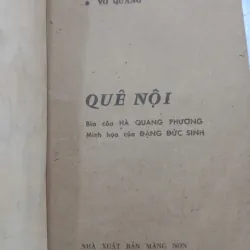 VÕ QUẢNG
QUÊ NỘI
Bìa của HÀ QUANG PHƯƠNG
Minh họa của ĐẶNG ĐỨC SINH
NHÀ XUẤT BẢN MĂNG NON